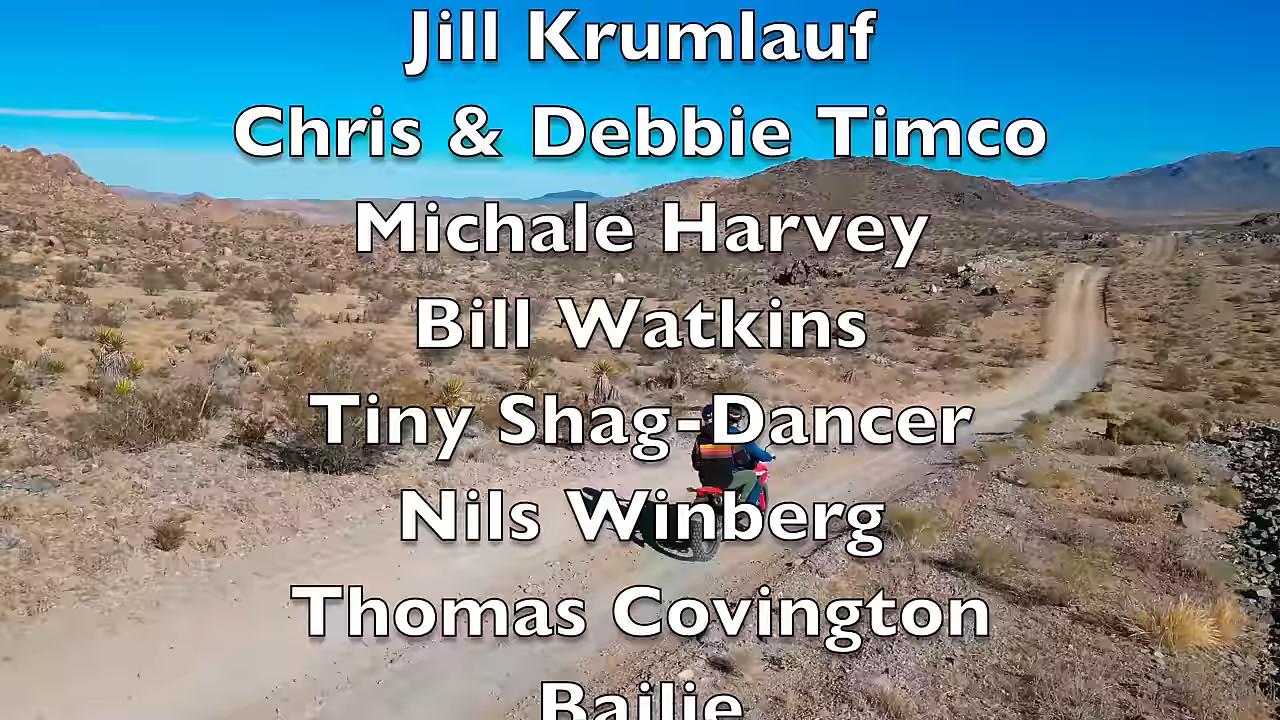 Jill Krumlauf
Chris & Debbie Timco
Michale Harvey
Bill Watkins
Tiny Shag-Dancer
Nils Winberg
Thomas Covington
Bailie